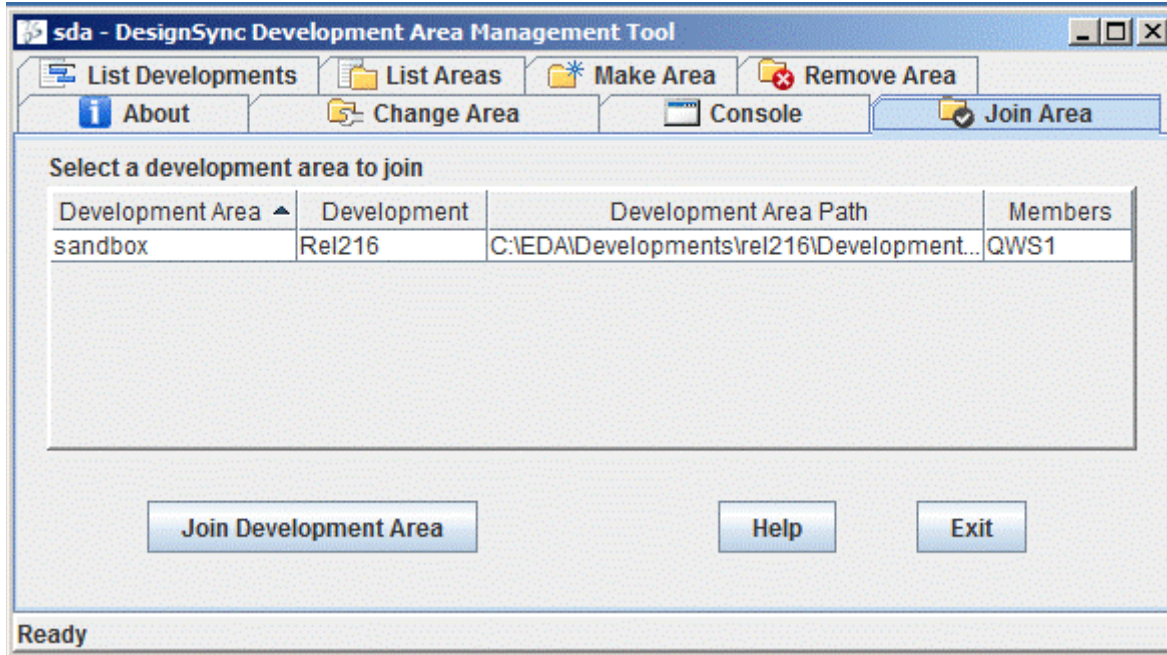 sda - DesignSync Development Area Management Tool
List Developments List Areas Make Area Remove Area
About Change Area Console Join Area
Select a development area to join
Development Area Development Development Area Path Members
sandbox Rel216 C:\EDA\Developments\rel216\Development... QWS1
Join Development Area Help Exit
Ready